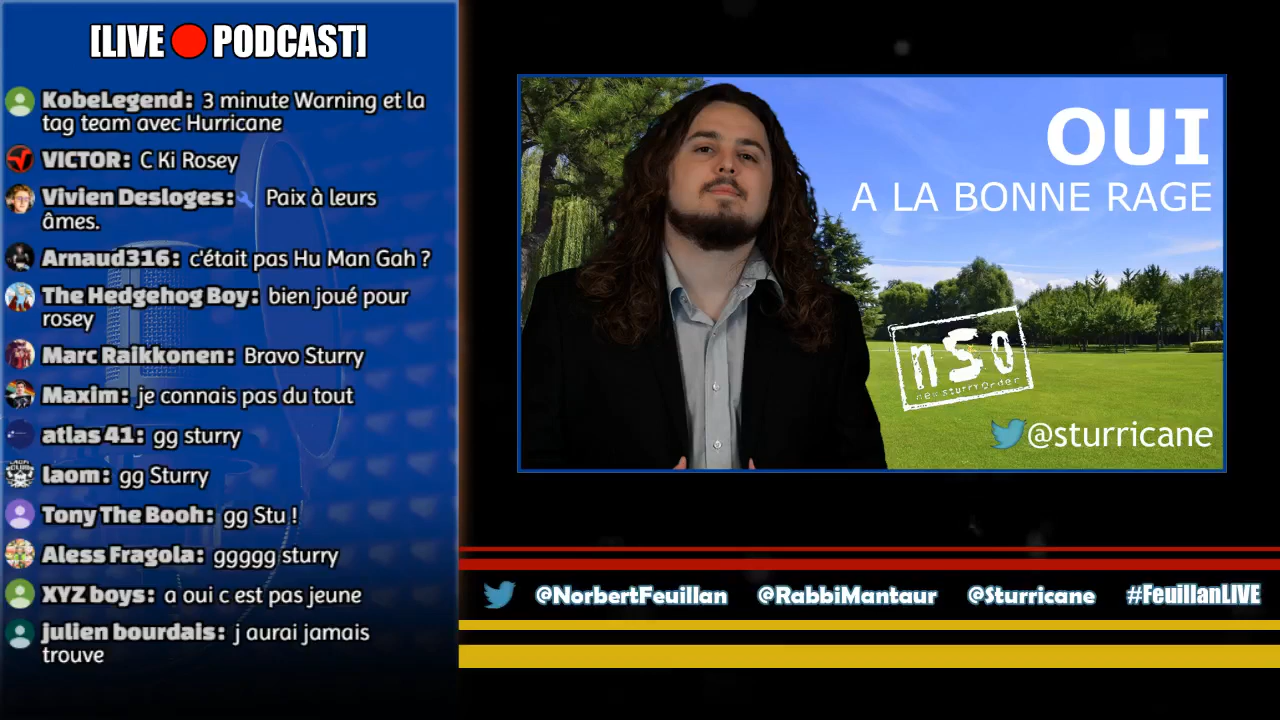 [LIVE PODCAST]
KobeLegend: 3 minute Warning et la
tag team avec Hurricane
VICTOR: C Ki Rosey
Vivien Desloges: Paix à leurs
âmes.
Arnaud316: c'était pas Hu Man Gah ?
The Hedgehog Boy: bien joué pour
rosey
Marc Raikkonen: Bravo Sturry
Maxim: je connais pas du tout
atlas 41: gg sturry
laom: gg Sturry
Tony The Booh: gg Stu !
Aless Fragola: ggggg sturry
XYZ boys: a oui c est pas jeune
julien bourdais: j aurai jamais
trouve
OUI
A LA BONNE RAGE
nSo
new sturry Order
@sturricane
@NorbertFeuillan @RabbiMantaur @Sturricane #FeuillanLIVE